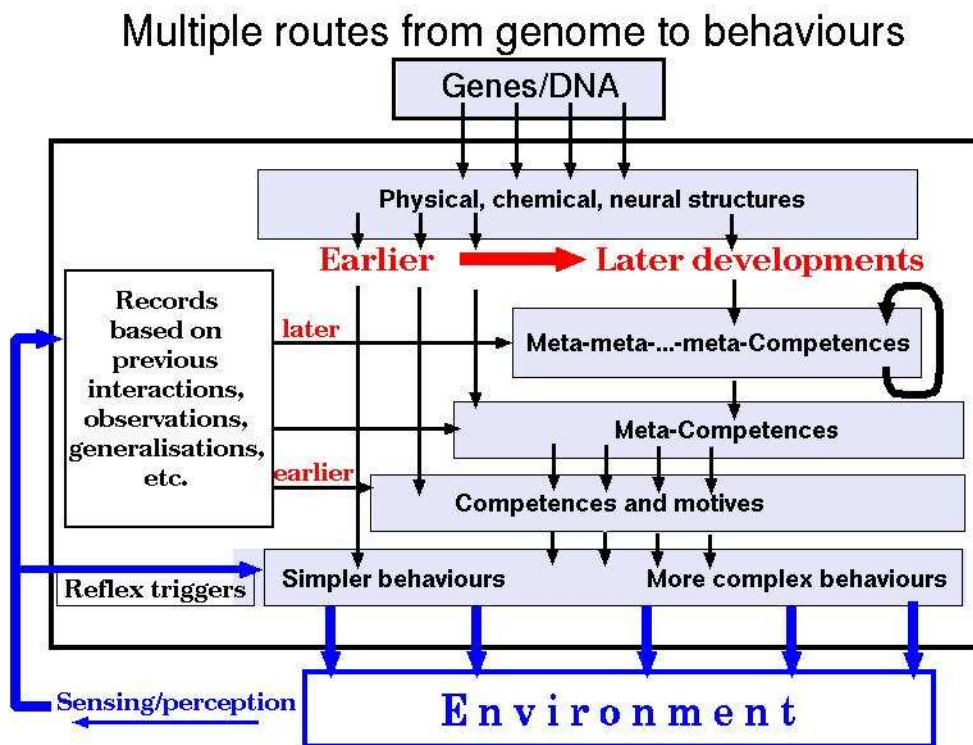 Multiple routes from genome to behaviours
Genes/DNA
Physical, chemical, neural structures
Earlier
Later developments
Records
based on
previous
interactions,
observations,
generalisations,
etc.
later
Meta-meta-...-meta-Competences
Meta-Competences
earlier
Competences and motives
Reflex triggers
Simpler behaviours
More complex behaviours
Sensing/perception
Environment